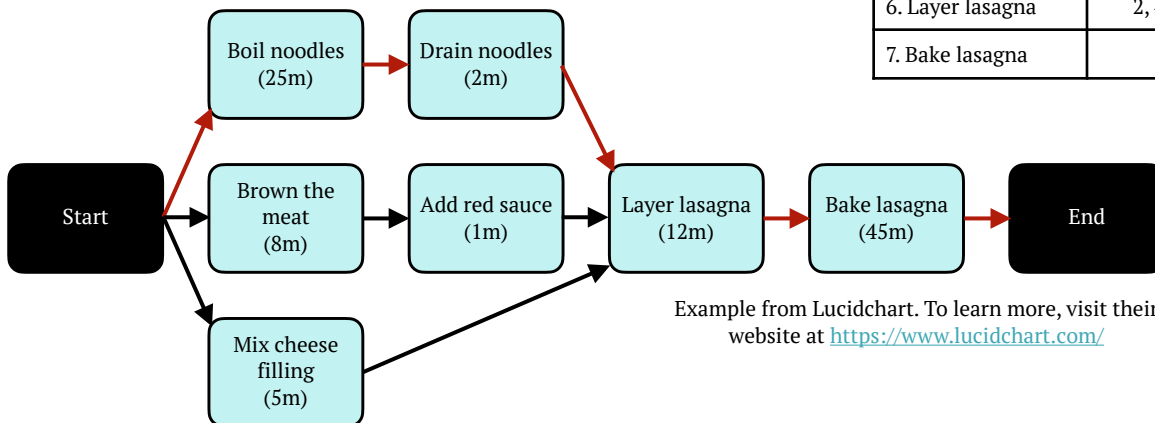 6. Layer lasagna
2,
7. Bake lasagna
Boil noodles
(25m)
Drain noodles
(2m)
Start
Brown the
meat
(8m)
Add red sauce
(1m)
Layer lasagna
(12m)
Bake lasagna
(45m)
End
Mix cheese
filling
(5m)
Example from Lucidchart. To learn more, visit their
website at https://www.lucidchart.com/